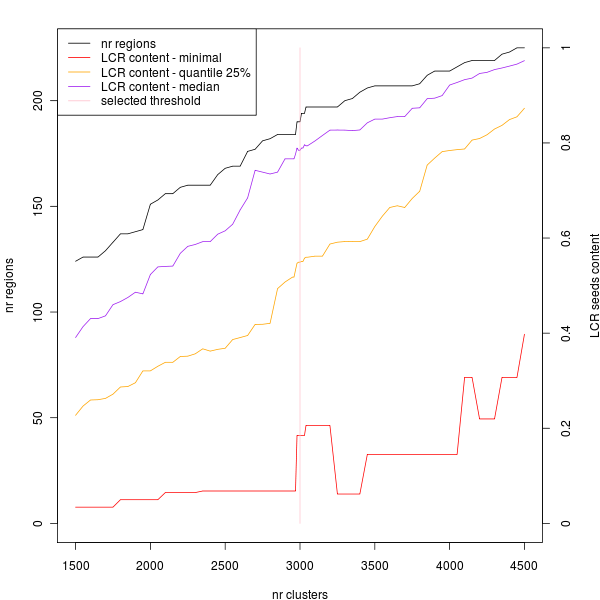 nr regions
LCR content - minimal
LCR content - quantile 25%
LCR content - median
selected threshold
200
150
100
50
0
nr regions
1
0.8
0.6
0.4
0.2
0
LCR seeds content
1500 2000 2500 3000 3500 4000 4500
nr clusters